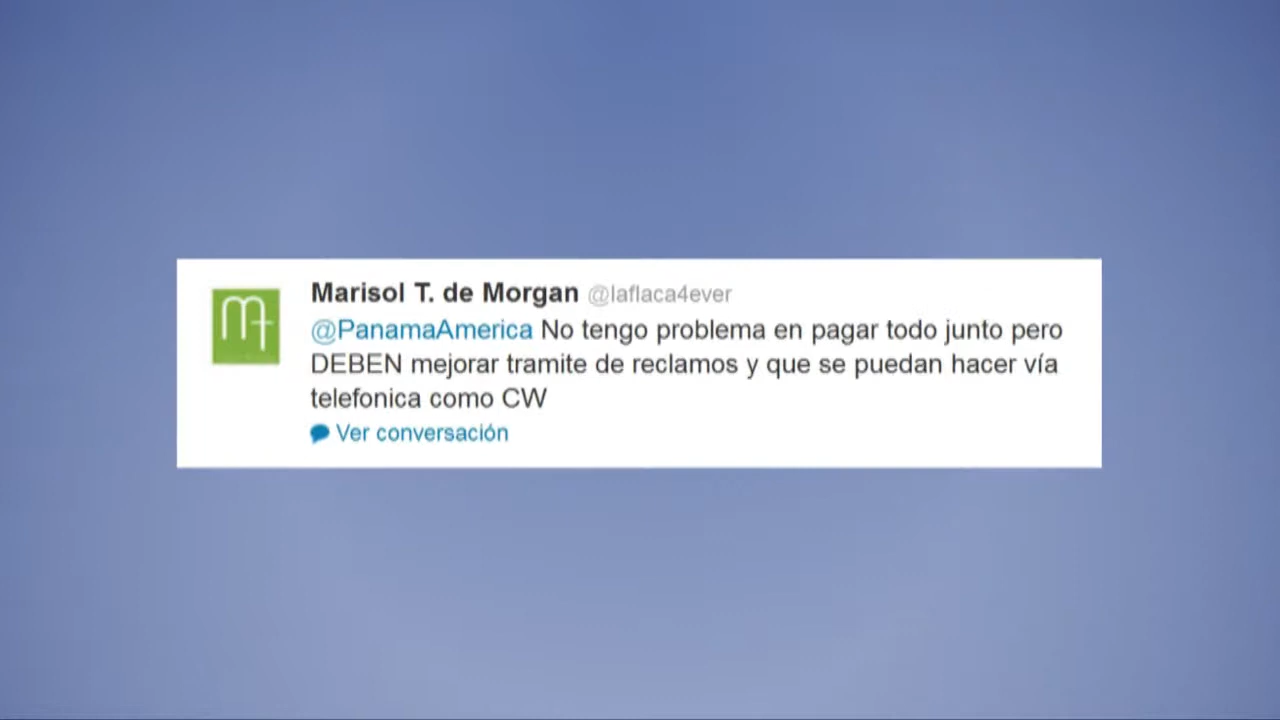 Marisol T. de Morgan @laflaca4ever
@PanamaAmerica No tengo problema en pagar todo junto pero
DEBEN mejorar tramite de reclamos y que se puedan hacer vía
telefonica como CW
Ver conversación